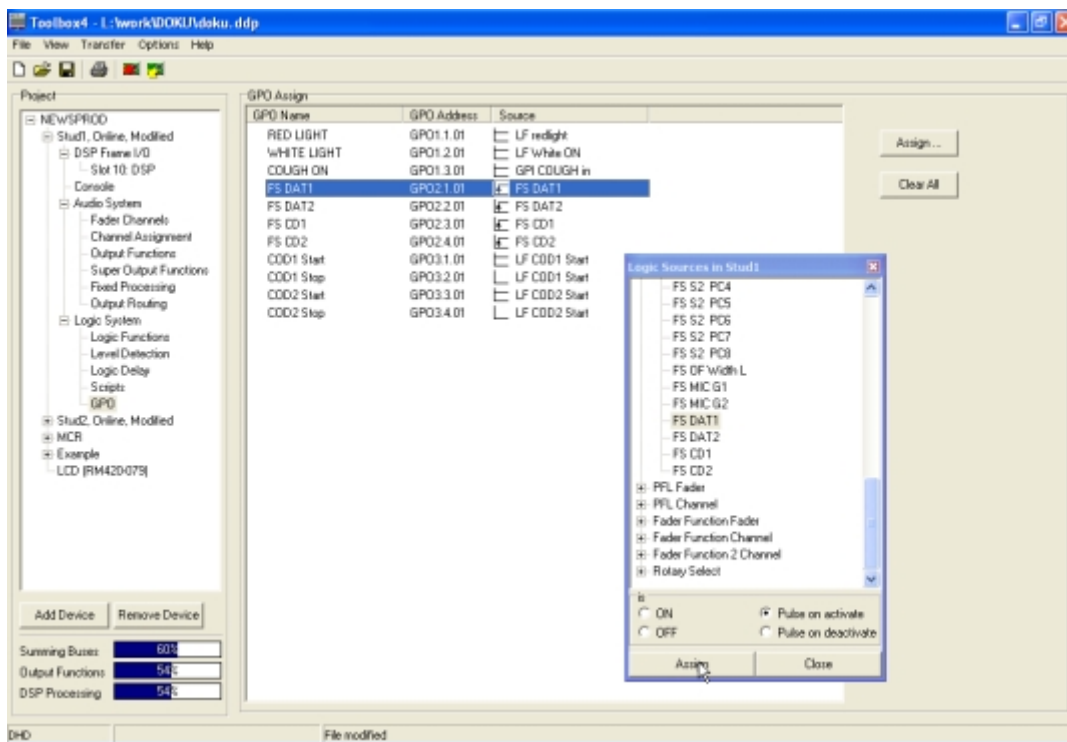 Toolbox4 - L:\work\DOKU\doku.ddp
File View Transfer Options Help
Project
NEWSPROD
Stud1, Online, Modified
DSP Frame I/O
Slot 10: DSP
Console
Audio System
Fader Channels
Channel Assignment
Output Functions
Super Output Functions
Fixed Processing
Output Routing
Logic System
Logic Functions
Level Detection
Logic Delay
Scripts
GPO
Stud2, Online, Modified
MCR
Example
LCD (RM420-079)
Add Device Remove Device
Summing Buses 60%
Output Functions 54%
DSP Processing 54%
GPO Assign
GPO Name GPO Address Source
RED LIGHT GPO1.1.01 LF redlight
WHITE LIGHT GPO1.2.01 LF White ON
COUGH ON GPO1.3.01 GPI COUGH in
FS DAT1 GPO2.1.01 FS DAT1
FS DAT2 GPO2.2.01 FS DAT2
FS CD1 GPO2.3.01 FS CD1
FS CD2 GPO2.4.01 FS CD2
COD1 Start GPO3.1.01 LF COD1 Start
COD1 Stop GPO3.2.01 LF COD1 Start
COD2 Start GPO3.3.01 LF COD2 Start
COD2 Stop GPO3.4.01 LF COD2 Start
Assign...
Clear All
Logic Sources in Stud1
FS S2 PC4
FS S2 PC5
FS S2 PC6
FS S2 PC7
FS S2 PC8
FS OF Width L
FS MIC G1
FS MIC G2
FS DAT1
FS DAT2
FS CD1
FS CD2
PFL Fader
PFL Channel
Fader Function Fader
Fader Function Channel
Fader Function 2 Channel
Rotary Select
is
ON Pulse on activate
OFF Pulse on deactivate
Assign Close
DHD File modified